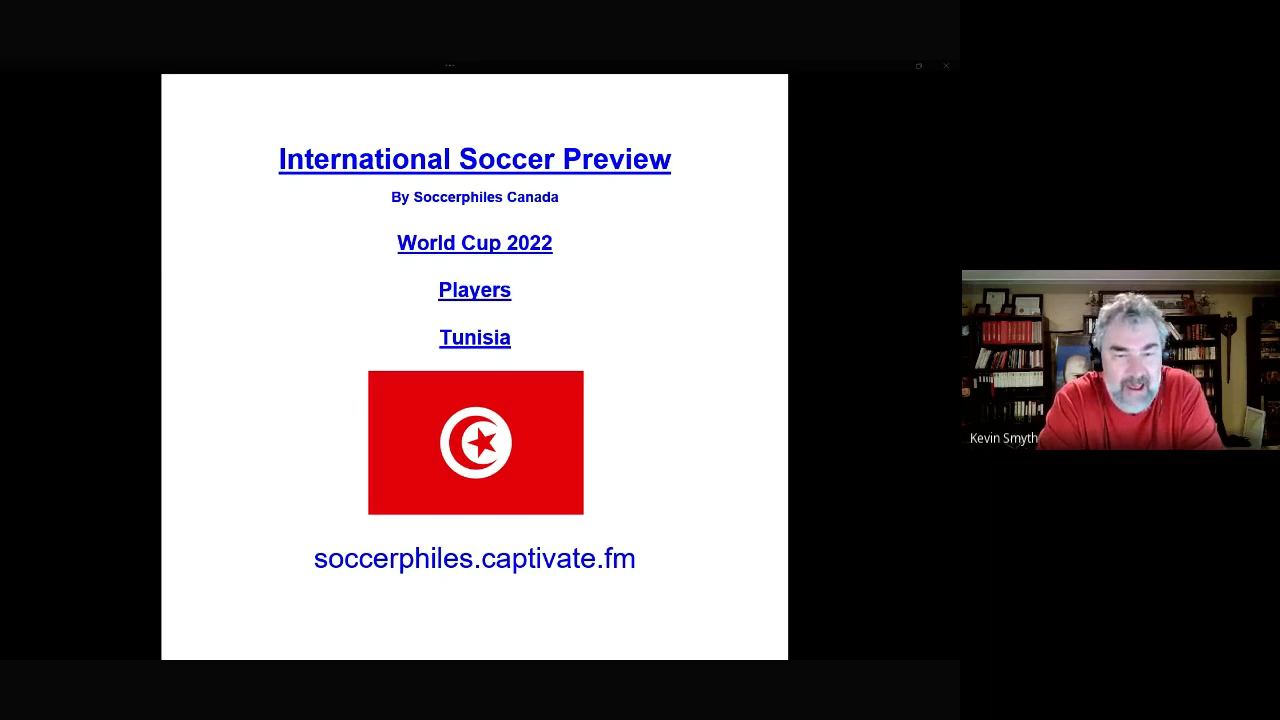 International Soccer Preview
By Soccerphiles Canada
World Cup 2022
Players
Tunisia
soccerphiles.captivate.fm
Kevin Smyth